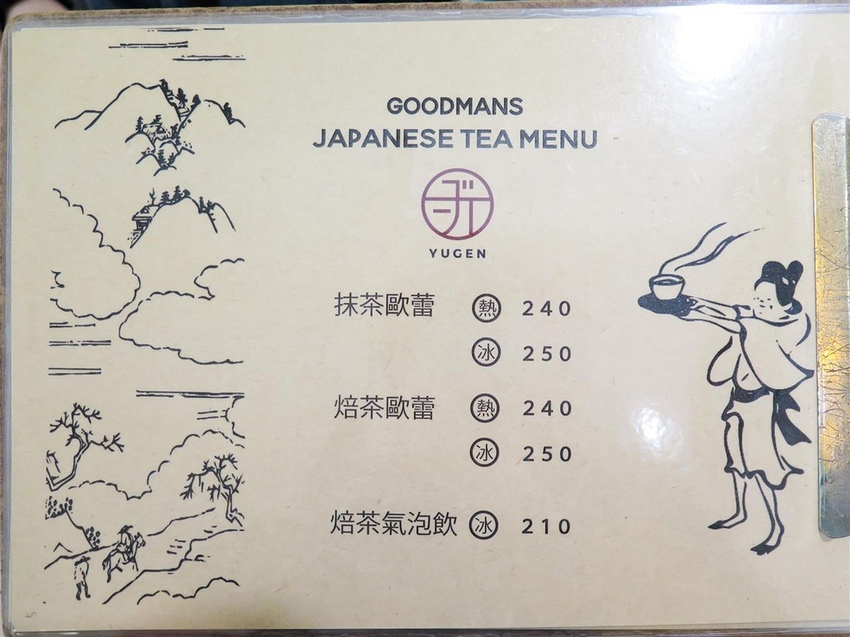 GOODMANS
JAPANESE TEA MENU
YUGEN
抹茶歐蕾 熱 240
冰 250
焙茶歐蕾 熱 240
冰 250
焙茶氣泡飲 冰 210